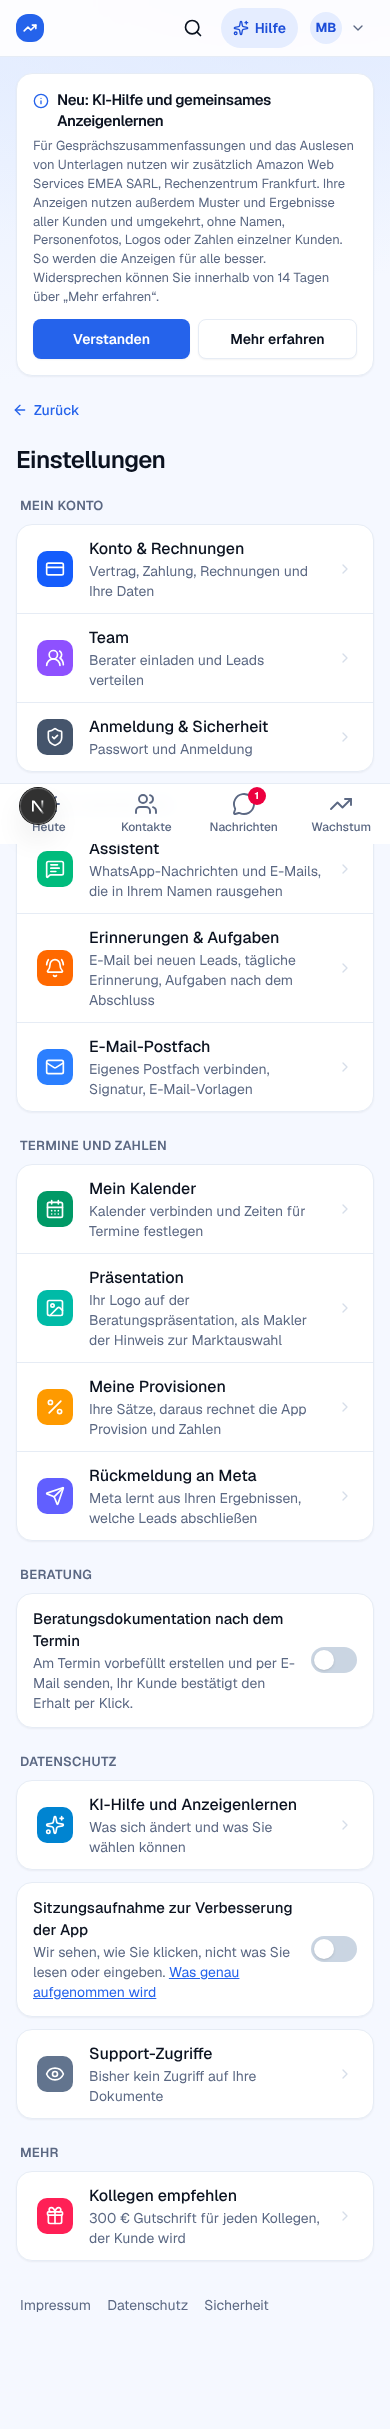 Hilfe
MB
Neu: KI-Hilfe und gemeinsames
Anzeigenlernen
Für Gesprächszusammenfassungen und das Auslesen
von Unterlagen nutzen wir zusätzlich Amazon Web
Services EMEA SARL, Rechenzentrum Frankfurt. Ihre
Anzeigen nutzen außerdem Muster und Ergebnisse
aller Kunden und umgekehrt, ohne Namen,
Personenfotos, Logos oder Zahlen einzelner Kunden.
So werden die Anzeigen für alle besser.
Widersprechen können Sie innerhalb von 14 Tagen
über „Mehr erfahren“.
Verstanden
Mehr erfahren
Zurück
Einstellungen
MEIN KONTO
Konto & Rechnungen
Vertrag, Zahlung, Rechnungen und
Ihre Daten
Team
Berater einladen und Leads
verteilen
Anmeldung & Sicherheit
Passwort und Anmeldung
N
1
Heute
Kontakte
Nachrichten
Wachstum
Assistent
WhatsApp-Nachrichten und E-Mails,
die in Ihrem Namen rausgehen
Erinnerungen & Aufgaben
E-Mail bei neuen Leads, tägliche
Erinnerung, Aufgaben nach dem
Abschluss
E-Mail-Postfach
Eigenes Postfach verbinden,
Signatur, E-Mail-Vorlagen
TERMINE UND ZAHLEN
Mein Kalender
Kalender verbinden und Zeiten für
Termine festlegen
Präsentation
Ihr Logo auf der
Beratungspräsentation, als Makler
der Hinweis zur Marktauswahl
Meine Provisionen
Ihre Sätze, daraus rechnet die App
Provision und Zahlen
Rückmeldung an Meta
Meta lernt aus Ihren Ergebnissen,
welche Leads abschließen
BERATUNG
Beratungsdokumentation nach dem
Termin
Am Termin vorbefüllt erstellen und per E-
Mail senden, Ihr Kunde bestätigt den
Erhalt per Klick.
DATENSCHUTZ
KI-Hilfe und Anzeigenlernen
Was sich ändert und was Sie
wählen können
Sitzungsaufnahme zur Verbesserung
der App
Wir sehen, wie Sie klicken, nicht was Sie
lesen oder eingeben. Was genau
aufgenommen wird
Support-Zugriffe
Bisher kein Zugriff auf Ihre
Dokumente
MEHR
Kollegen empfehlen
300 € Gutschrift für jeden Kollegen,
der Kunde wird
Impressum
Datenschutz
Sicherheit